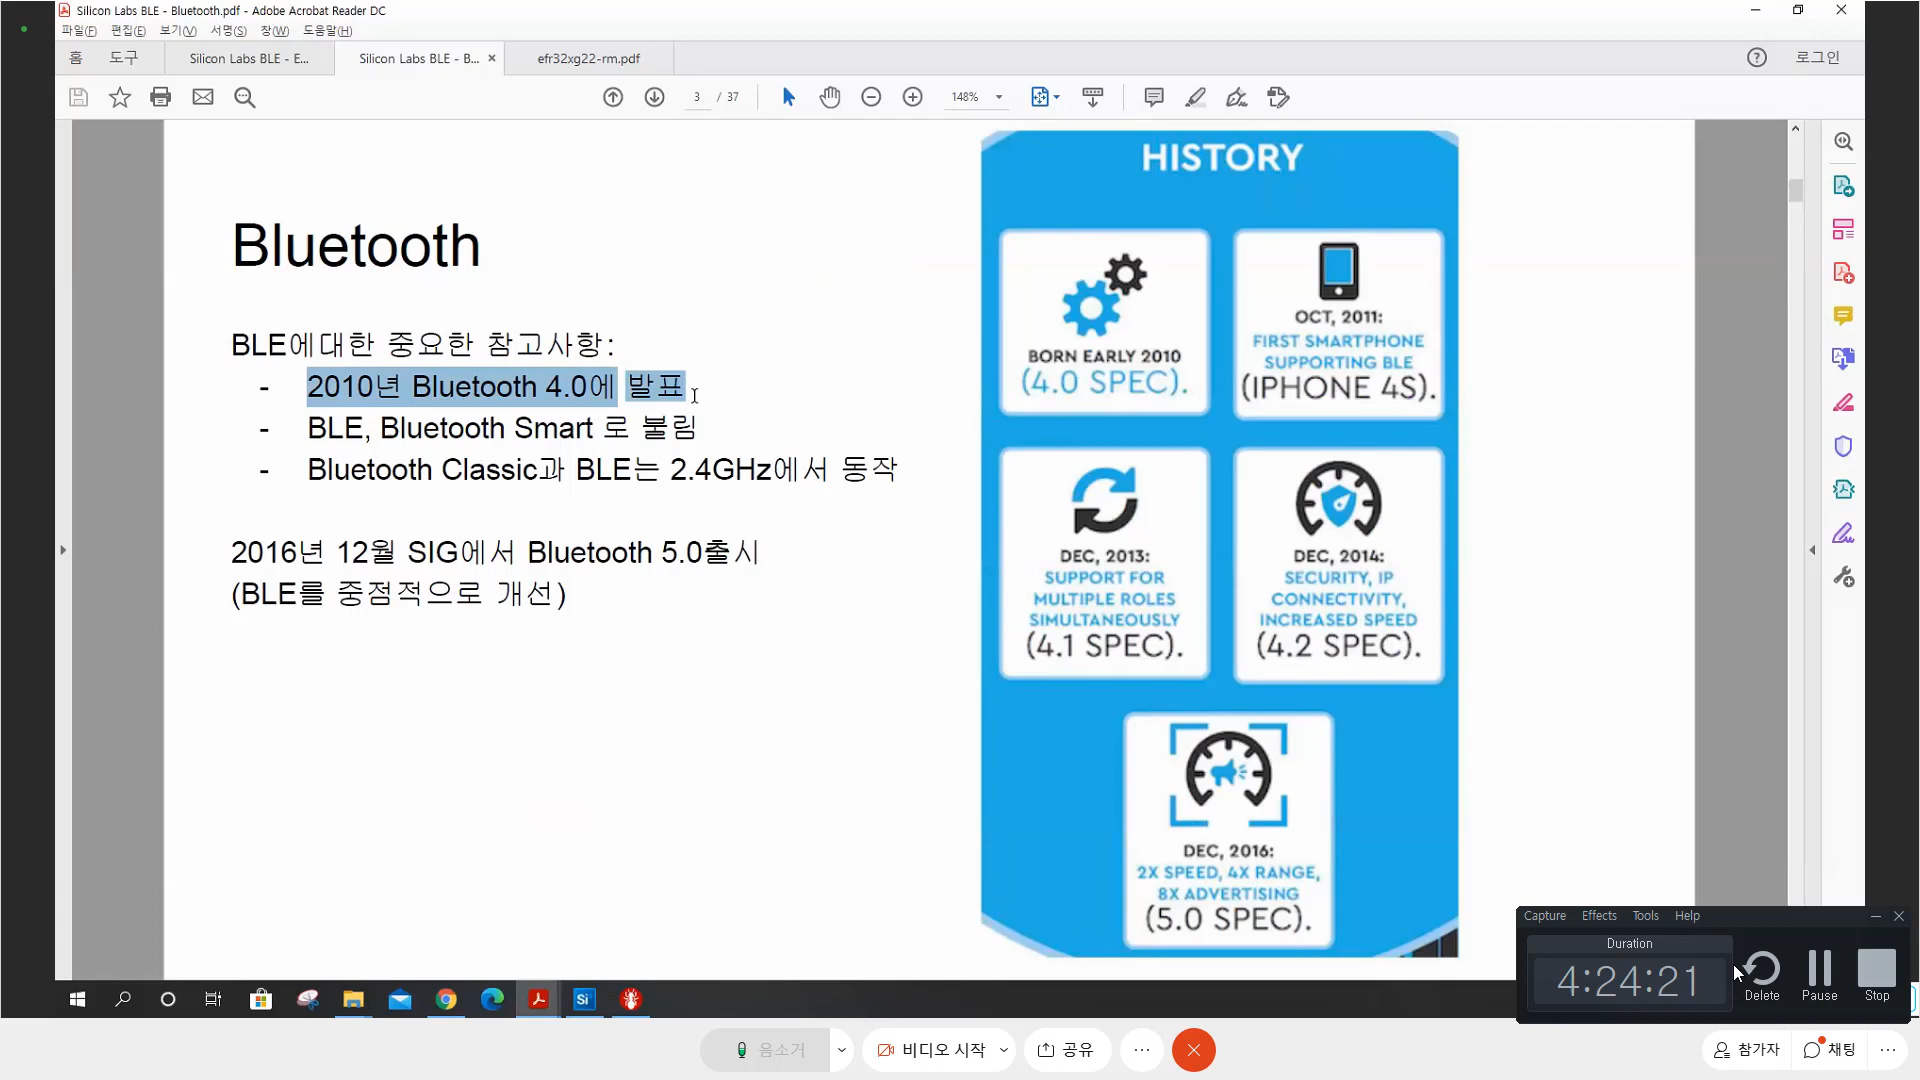 Silicon Labs BLE - Bluetooth.pdf - Adobe Acrobat Reader DC
파일(F) 편집(E) 보기(V) 서명(S) 창(W) 도움말(H)
홈 도구 Silicon Labs BLE - E... Silicon Labs BLE - B... × efr32xg22-rm.pdf 로그인
3 / 37 148%
Bluetooth
BLE에대한 중요한 참고사항:
- 2010년 Bluetooth 4.0에 발표
- BLE, Bluetooth Smart 로 불림
- Bluetooth Classic과 BLE는 2.4GHz에서 동작
2016년 12월 SIG에서 Bluetooth 5.0출시
(BLE를 중점적으로 개선)
HISTORY
BORN EARLY 2010
(4.0 SPEC).
OCT, 2011:
FIRST SMARTPHONE
SUPPORTING BLE
(IPHONE 4S).
DEC, 2013:
SUPPORT FOR
MULTIPLE ROLES
SIMULTANEOUSLY
(4.1 SPEC).
DEC, 2014:
SECURITY, IP
CONNECTIVITY,
INCREASED SPEED
(4.2 SPEC).
DEC, 2016:
2X SPEED, 4X RANGE,
8X ADVERTISING
(5.0 SPEC).
Capture Effects Tools Help
Duration
4:24:21
Delete Pause Stop
Si
음소거 비디오 시작 공유 ... 참가자 채팅 ...